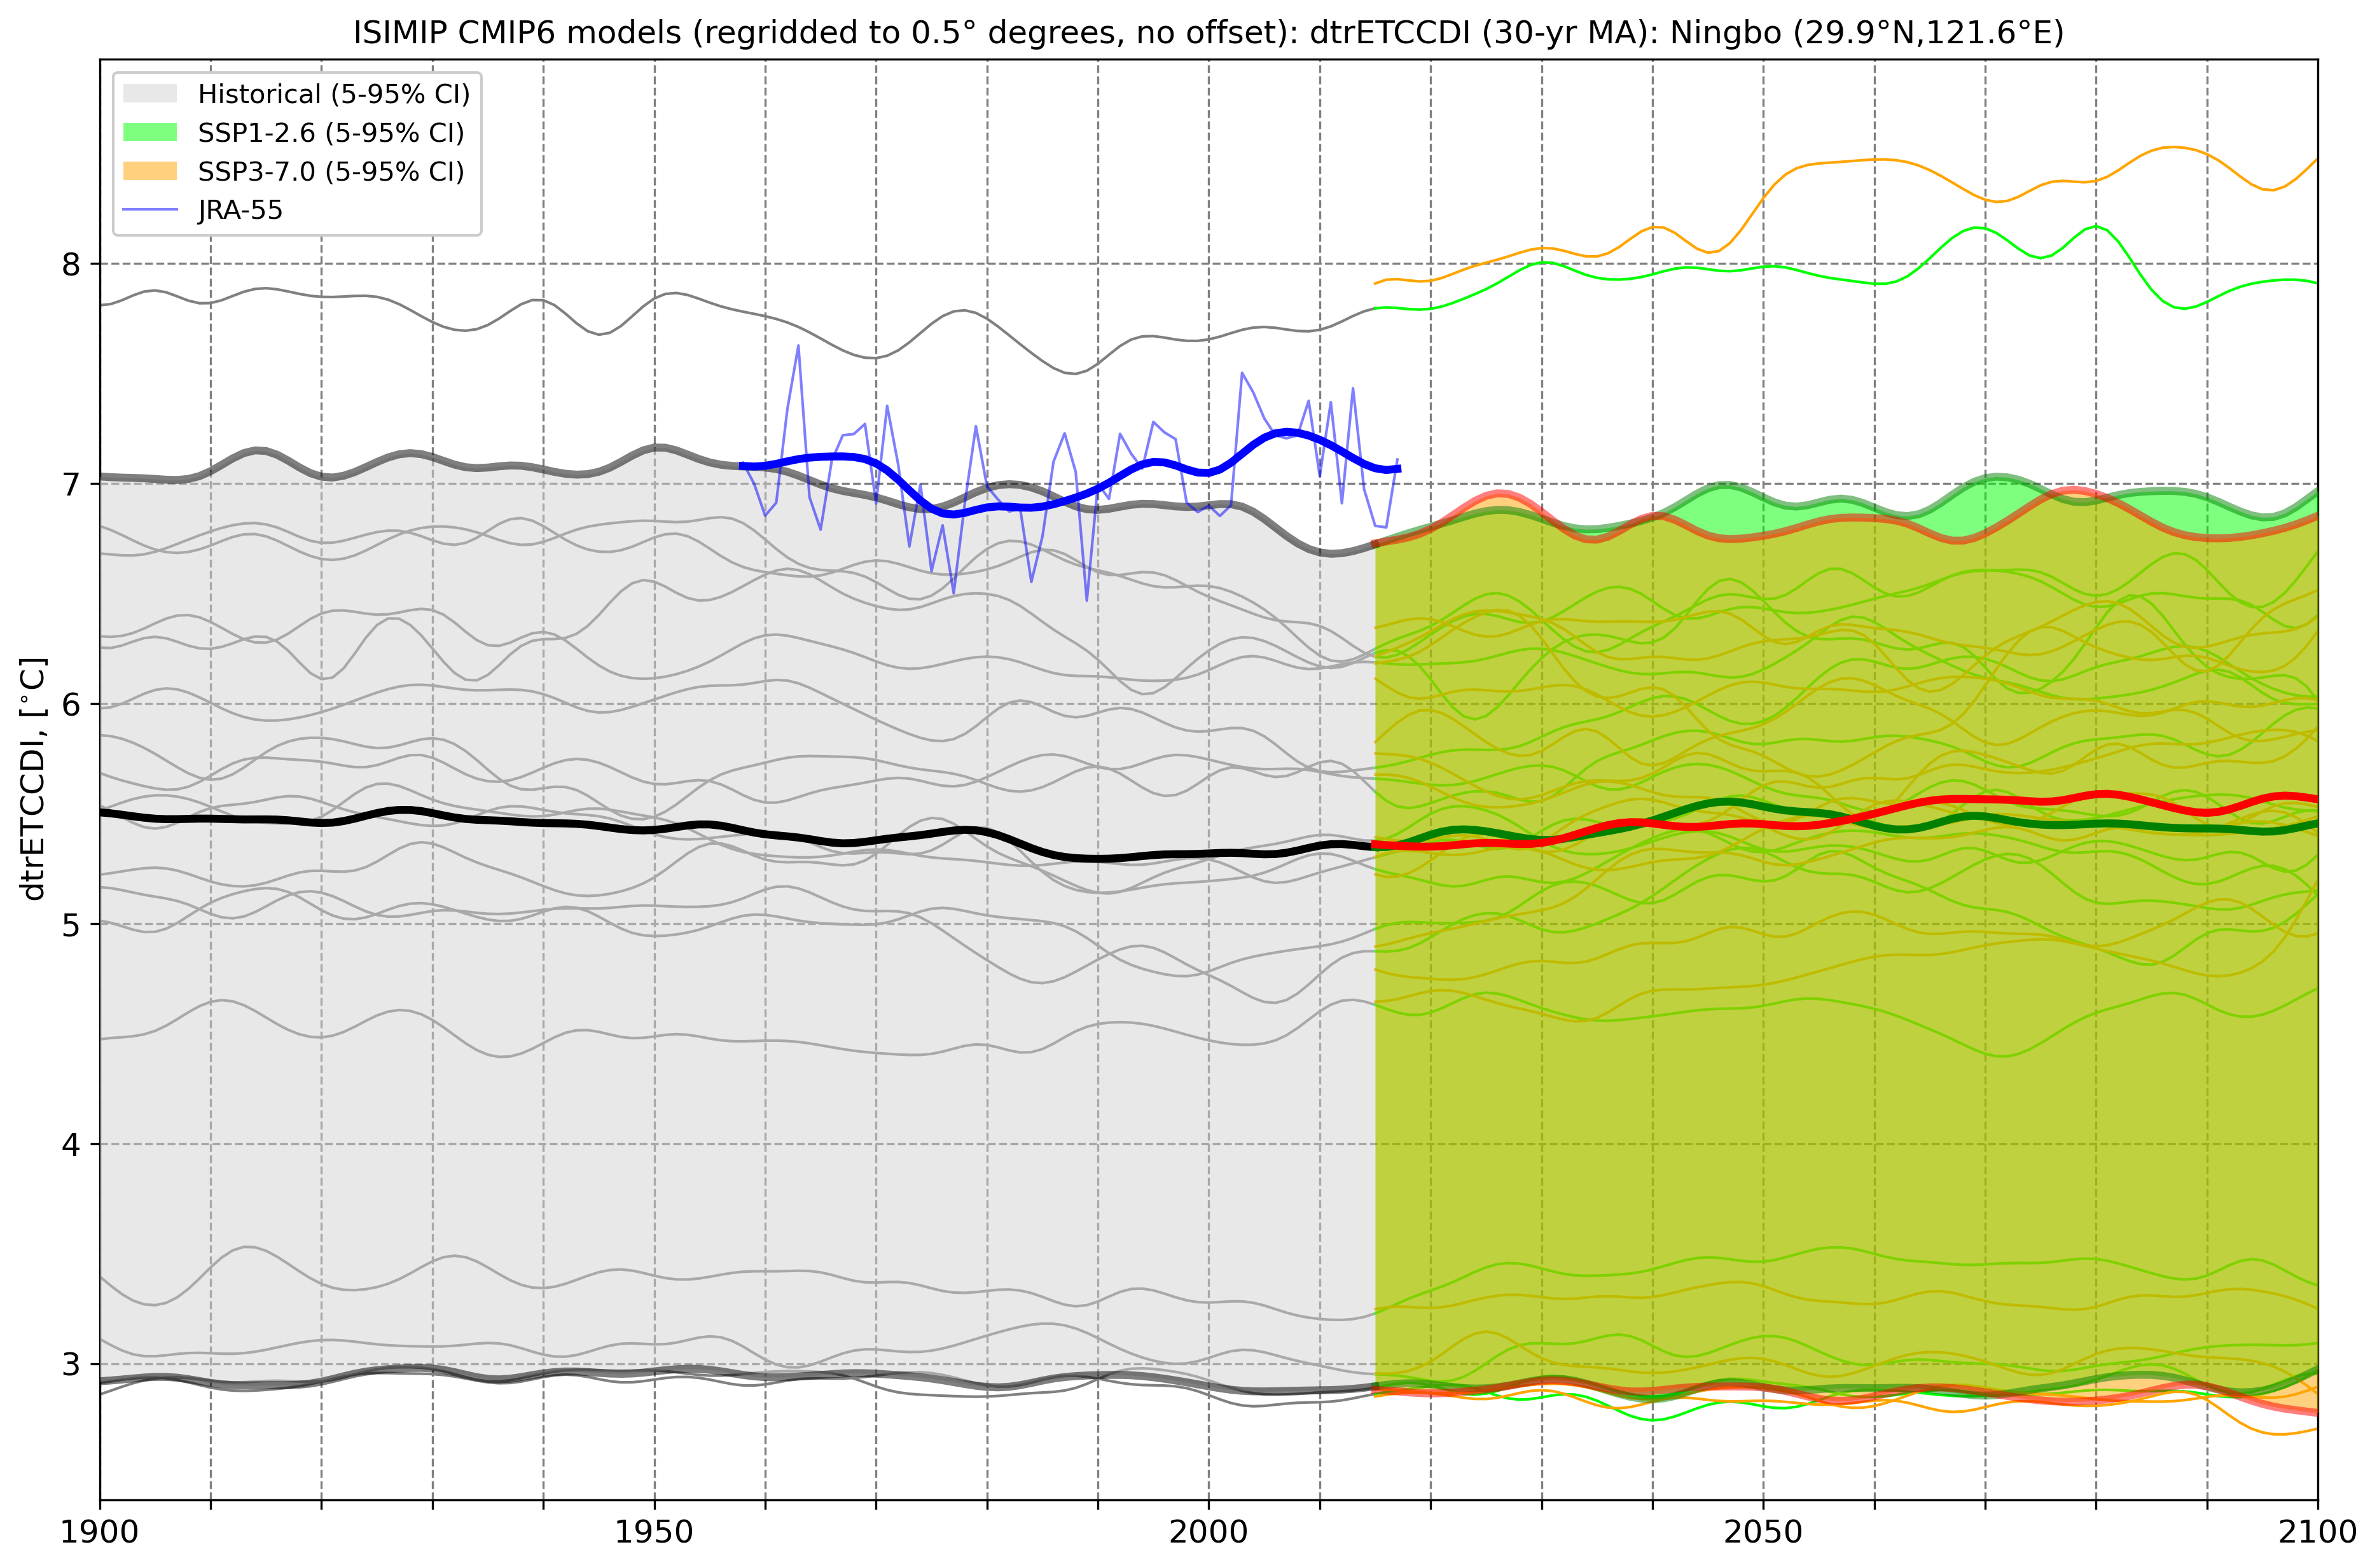 ISIMIP CMIP6 models (regridded to 0.5° degrees, no offset): dtrETCCDI (30-yr MA): Ningbo (29.9°N,121.6°E)
Historical (5-95% CI)
SSP1-2.6 (5-95% CI)
SSP3-7.0 (5-95% CI)
JRA-55
dtrETCCDI, [°C]
8
7
6
5
4
3
1900
1950
2000
2050
2100